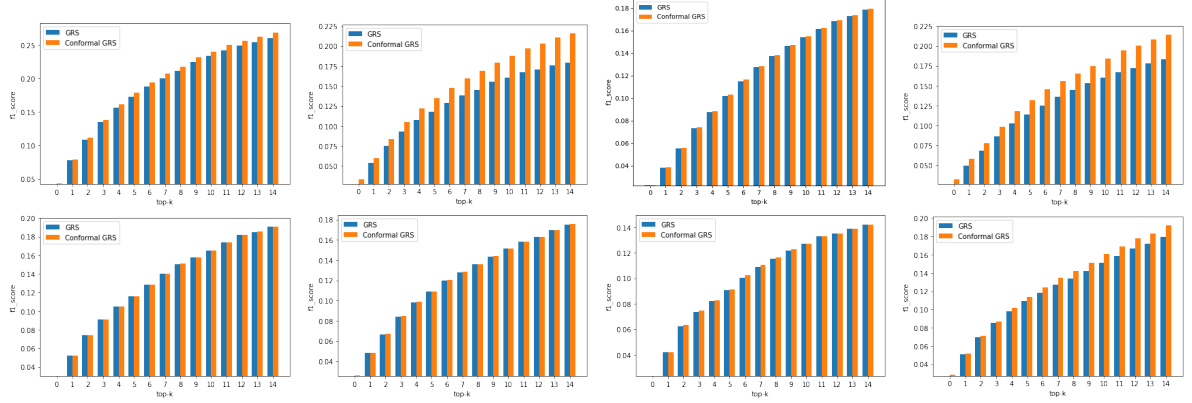 GRS
Conformal GRS
f1_score
0.25
0.20
0.15
0.10
0.05
0 1 2 3 4 5 6 7 8 9 10 11 12 13 14
top-k
GRS
Conformal GRS
f1_score
0.225
0.200
0.175
0.150
0.125
0.100
0.075
0.050
0 1 2 3 4 5 6 7 8 9 10 11 12 13 14
top-k
GRS
Conformal GRS
f1_score
0.18
0.16
0.14
0.12
0.10
0.08
0.06
0.04
0 1 2 3 4 5 6 7 8 9 10 11 12 13 14
top-k
GRS
Conformal GRS
f1_score
0.225
0.200
0.175
0.150
0.125
0.100
0.075
0.050
0 1 2 3 4 5 6 7 8 9 10 11 12 13 14
top-k
GRS
Conformal GRS
f1_score
0.20
0.18
0.16
0.14
0.12
0.10
0.08
0.06
0.04
0 1 2 3 4 5 6 7 8 9 10 11 12 13 14
top-k
GRS
Conformal GRS
f1_score
0.18
0.16
0.14
0.12
0.10
0.08
0.06
0.04
0 1 2 3 4 5 6 7 8 9 10 11 12 13 14
top-k
GRS
Conformal GRS
f1_score
0.14
0.12
0.10
0.08
0.06
0.04
0 1 2 3 4 5 6 7 8 9 10 11 12 13 14
top-k
GRS
Conformal GRS
f1_score
0.20
0.18
0.16
0.14
0.12
0.10
0.08
0.06
0.04
0 1 2 3 4 5 6 7 8 9 10 11 12 13 14
top-k